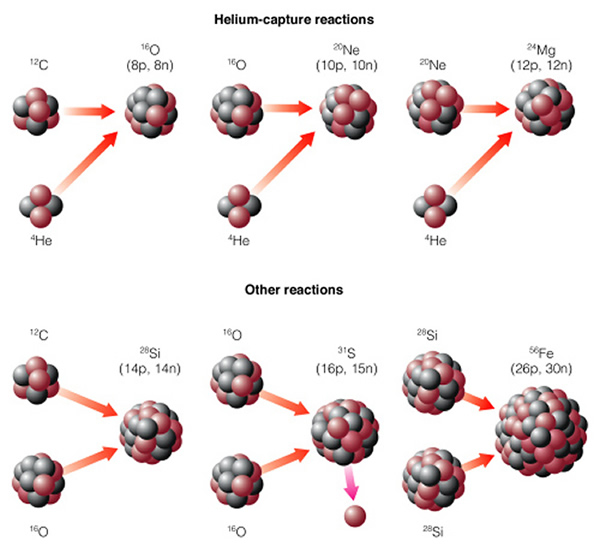 Helium-capture reactions
¹²C
¹⁶O
(8p, 8n)
⁴He
¹⁶O
²⁰Ne
(10p, 10n)
⁴He
²⁰Ne
²⁴Mg
(12p, 12n)
⁴He
Other reactions
¹²C
²⁸Si
(14p, 14n)
¹⁶O
¹⁶O
³¹S
(16p, 15n)
¹⁶O
²⁸Si
⁵⁶Fe
(26p, 30n)
²⁸Si